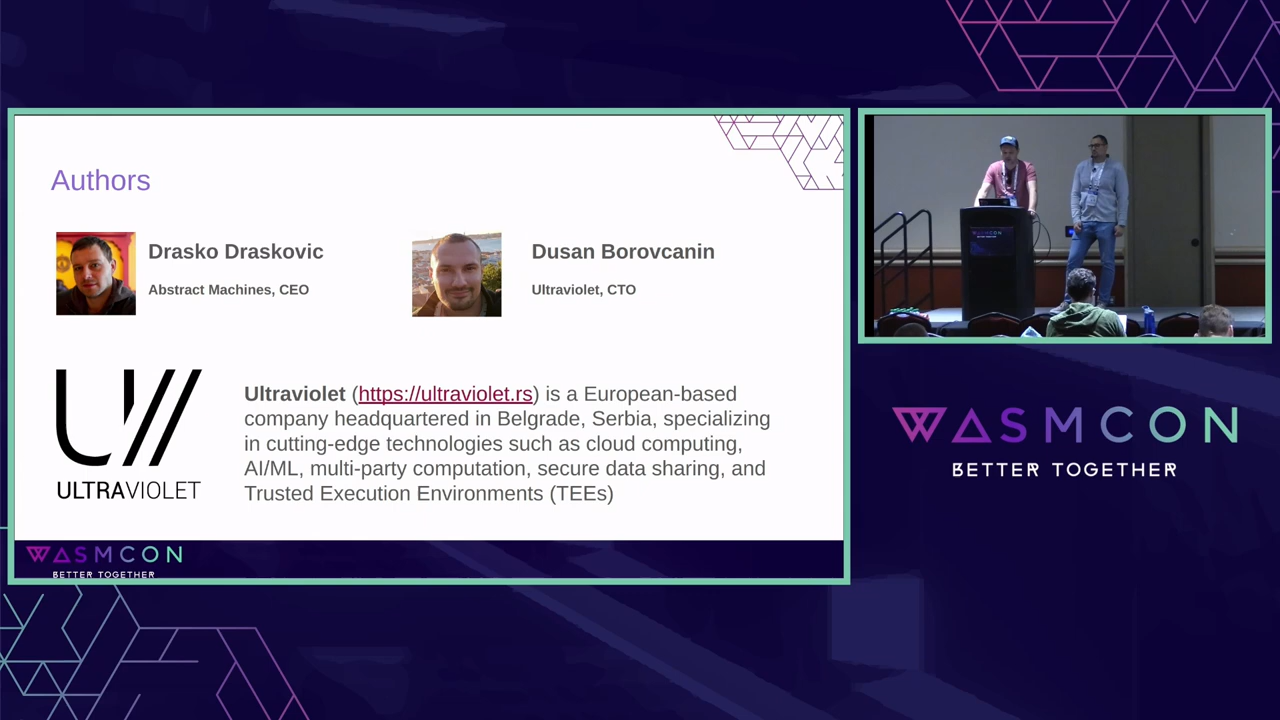 Authors
Drasko Draskovic
Abstract Machines, CEO
Dusan Borovcanin
Ultraviolet, CTO
ULTRAVIOLET
Ultraviolet (https://ultraviolet.rs) is a European-based
company headquartered in Belgrade, Serbia, specializing
in cutting-edge technologies such as cloud computing,
AI/ML, multi-party computation, secure data sharing, and
Trusted Execution Environments (TEEs)
WASMCON
BETTER TOGETHER
WASMCON
WASMCON
BETTER TOGETHER